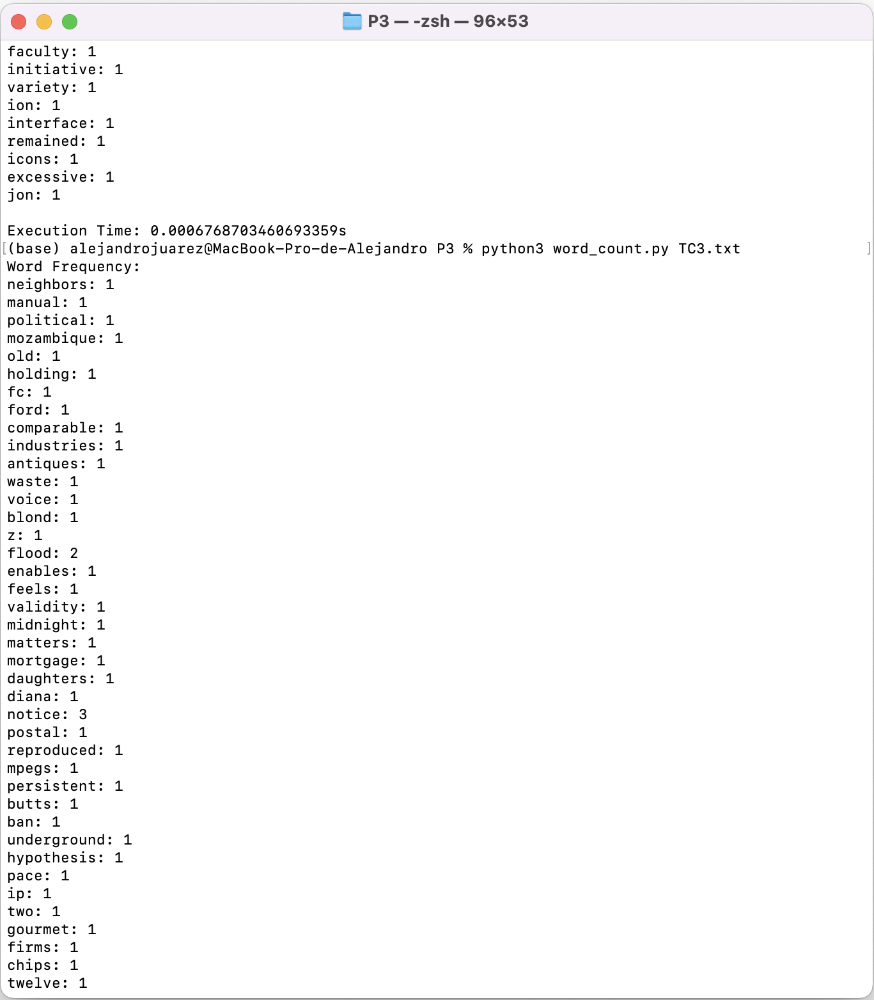 P3 — -zsh — 96×53
faculty: 1
initiative: 1
variety: 1
ion: 1
interface: 1
remained: 1
icons: 1
excessive: 1
jon: 1
Execution Time: 0.0006768703460693359s
[(base) alejandrojuarez@MacBook-Pro-de-Alejandro P3 % python3 word_count.py TC3.txt ]
Word Frequency:
neighbors: 1
manual: 1
political: 1
mozambique: 1
old: 1
holding: 1
fc: 1
ford: 1
comparable: 1
industries: 1
antiques: 1
waste: 1
voice: 1
blond: 1
z: 1
flood: 2
enables: 1
feels: 1
validity: 1
midnight: 1
matters: 1
mortgage: 1
daughters: 1
diana: 1
notice: 3
postal: 1
reproduced: 1
mpegs: 1
persistent: 1
butts: 1
ban: 1
underground: 1
hypothesis: 1
pace: 1
ip: 1
two: 1
gourmet: 1
firms: 1
chips: 1
twelve: 1